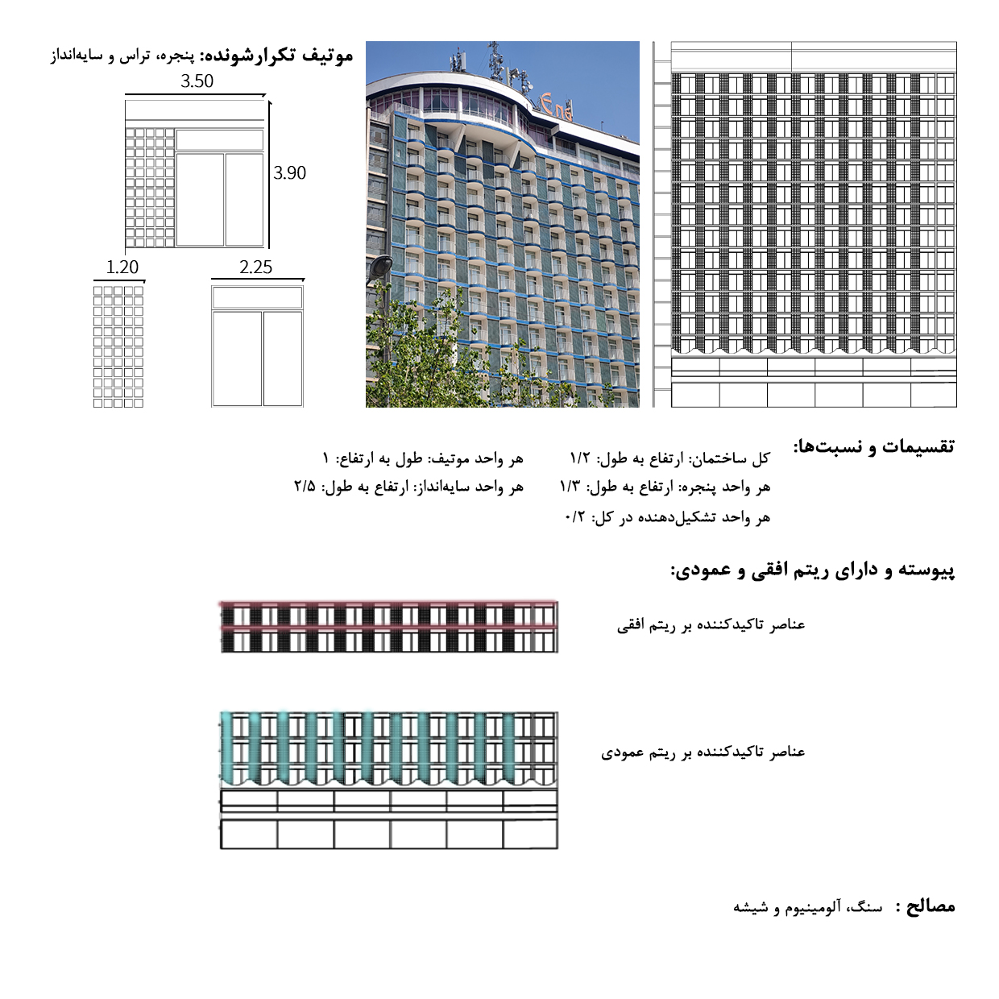 موتیف تکرارشونده: پنجره، تراس و سایه‌انداز
3.50
3.90
1.20
2.25
تقسیمات و نسبت‌ها:
کل ساختمان: ارتفاع به طول: ۱/۲
هر واحد موتیف: طول به ارتفاع: ۱
هر واحد پنجره: ارتفاع به طول: ۱/۳
هر واحد سایه‌انداز: ارتفاع به طول: ۲/۵
هر واحد تشکیل‌دهنده در کل: ۰/۲
پیوسته و دارای ریتم افقی و عمودی:
عناصر تاکیدکننده بر ریتم افقی
عناصر تاکیدکننده بر ریتم عمودی
مصالح : سنگ، آلومینیوم و شیشه